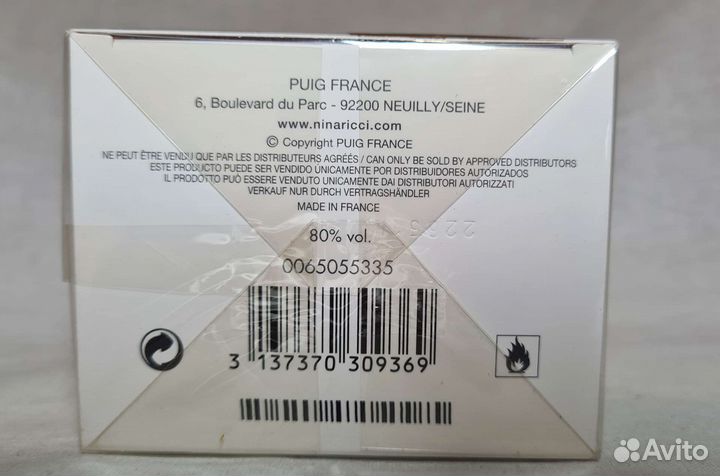 PUIG FRANCE
6, Boulevard du Parc - 92200 NEUILLY/SEINE
www.ninaricci.com
© Copyright PUIG FRANCE
NE PEUT ÊTRE VENDU QUE PAR LES DISTRIBUTEURS AGRÉÉS / CAN ONLY BE SOLD BY APPROVED DISTRIBUTORS
ESTE PRODUCTO PUEDE SER VENDIDO ÚNICAMENTE POR DISTRIBUIDORES AUTORIZADOS
IL PRODOTTO PUÒ ESSERE VENDUTO UNICAMENTE DAI DISTRIBUTORI AUTORIZZATI
VERKAUF NUR DURCH VERTRAGSHÄNDLER
MADE IN FRANCE
80% vol.
0065055335
3 137370 309369
Avito